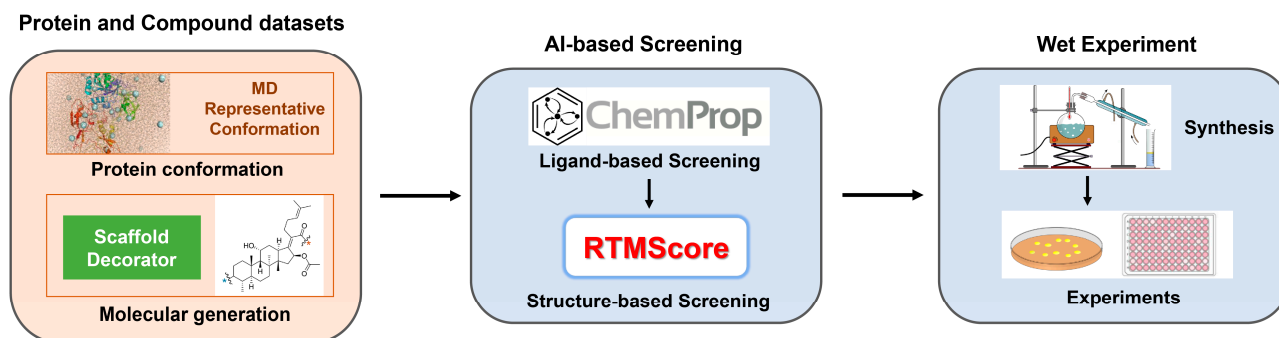 Protein and Compound datasets
MD
Representative
Conformation
Protein conformation
Scaffold
Decorator
HO
H
H
H
O
O
O
Molecular generation
AI-based Screening
ChemProp
Ligand-based Screening
RTMScore
Structure-based Screening
Wet Experiment
Synthesis
Experiments